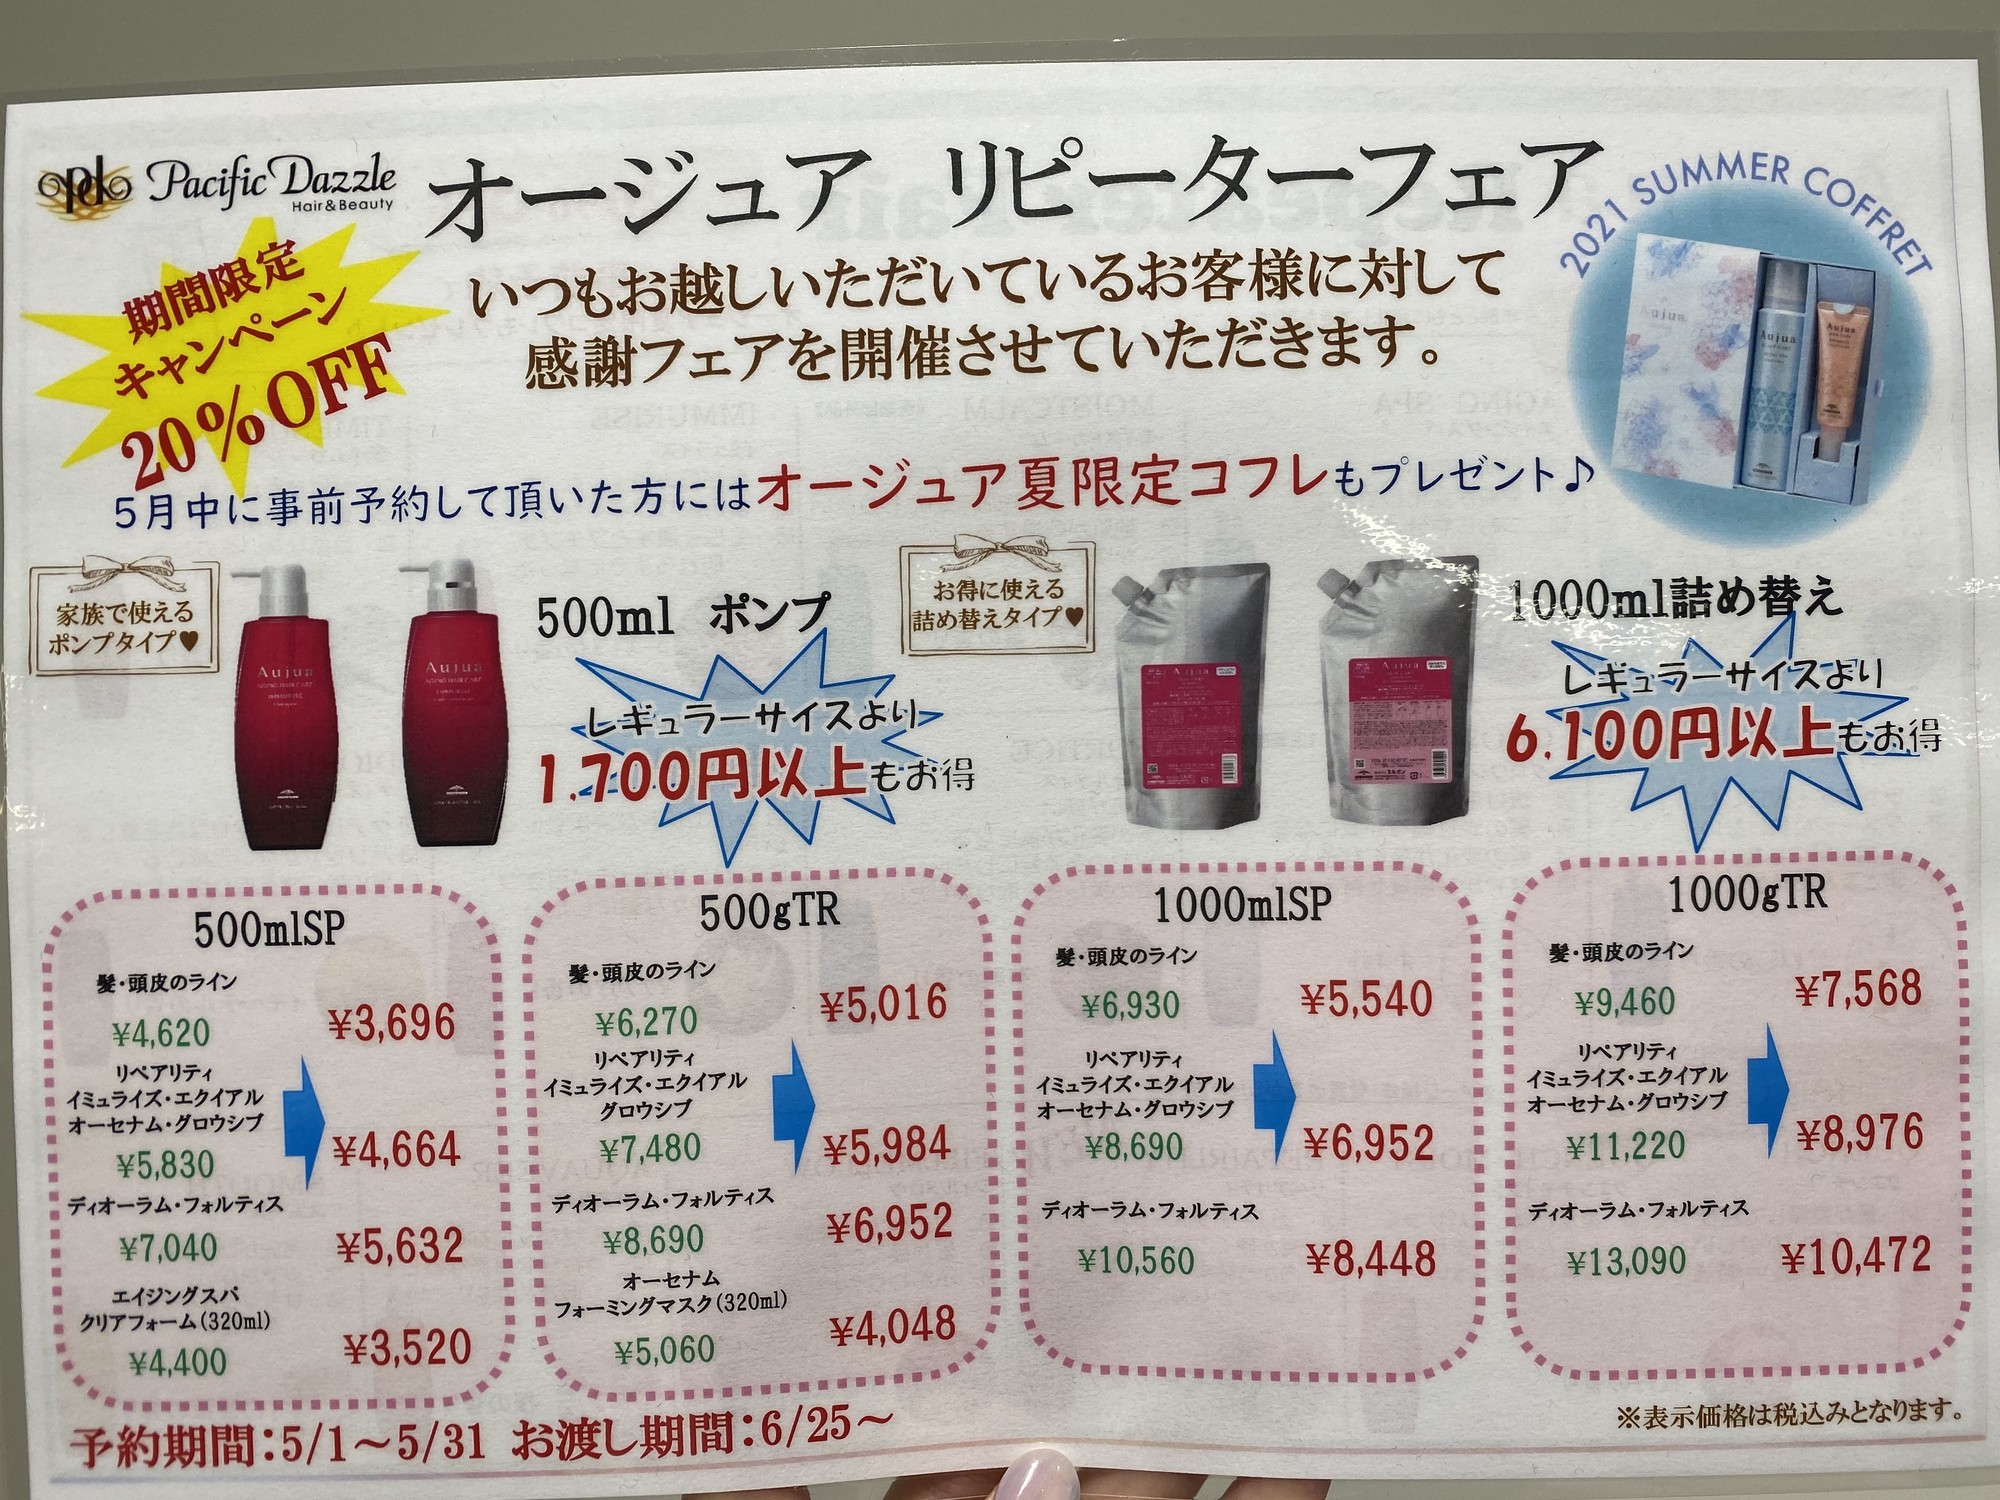 Pacific Dazzle
Hair&Beauty
オージュア リピーターフェア
2021 SUMMER COFFRET
期間限定
キャンペーン
20%OFF
いつもお越しいただいているお客様に対して
感謝フェアを開催させていただきます。
5月中に事前予約して頂いた方にはオージュア夏限定コフレもプレゼント♪
家族で使える
ポンプタイプ♥
Aujua
Aujua
500ml ポンプ
レギュラーサイズより
1.700円以上もお得
お得に使える
詰め替えタイプ♥
Aujua
Aujua
1000ml詰め替え
レギュラーサイズより
6.100円以上もお得
Aujua
Aujua
Aujua
500mlSP
髪・頭皮のライン
¥4,620
¥3,696
リペアリティ
イミュライズ・エクイアル
オーセナム・グロウシブ
¥5,830
¥4,664
ディオーラム・フォルティス
¥7,040
¥5,632
エイジングスパ
クリアフォーム(320ml)
¥4,400
¥3,520
500gTR
髪・頭皮のライン
¥6,270
¥5,016
リペアリティ
イミュライズ・エクイアル
グロウシブ
¥7,480
¥5,984
ディオーラム・フォルティス
¥8,690
¥6,952
オーセナム
フォーミングマスク(320ml)
¥5,060
¥4,048
1000mlSP
髪・頭皮のライン
¥6,930
¥5,540
リペアリティ
イミュライズ・エクイアル
オーセナム・グロウシブ
¥8,690
¥6,952
ディオーラム・フォルティス
¥10,560
¥8,448
1000gTR
髪・頭皮のライン
¥9,460
¥7,568
リペアリティ
イミュライズ・エクイアル
オーセナム・グロウシブ
¥11,220
¥8,976
ディオーラム・フォルティス
¥13,090
¥10,472
予約期間:5/1～5/31 お渡し期間:6/25～
※表示価格は税込みとなります。